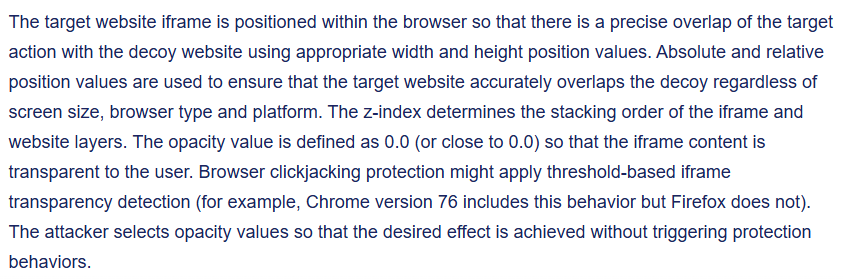 The target website iframe is positioned within the browser so that there is a precise overlap of the target
action with the decoy website using appropriate width and height position values. Absolute and relative
position values are used to ensure that the target website accurately overlaps the decoy regardless of
screen size, browser type and platform. The z-index determines the stacking order of the iframe and
website layers. The opacity value is defined as 0.0 (or close to 0.0) so that the iframe content is
transparent to the user. Browser clickjacking protection might apply threshold-based iframe
transparency detection (for example, Chrome version 76 includes this behavior but Firefox does not).
The attacker selects opacity values so that the desired effect is achieved without triggering protection
behaviors.